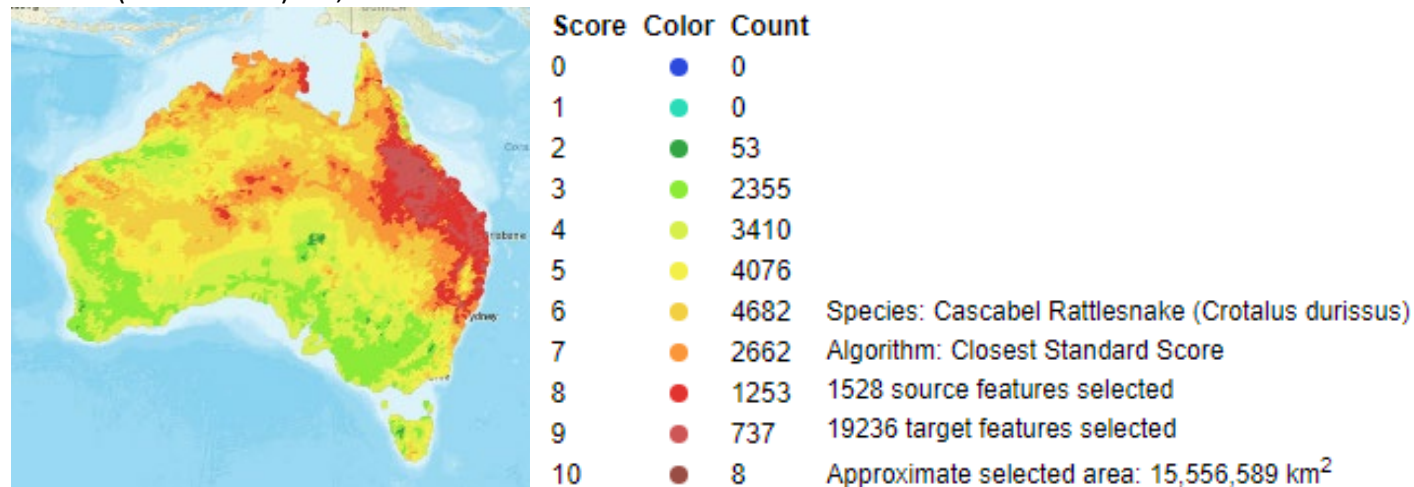 Score Color Count
0 0
1 0
2 53
3 2355
4 3410
5 4076
6 4682 Species: Cascabel Rattlesnake (Crotalus durissus)
7 2662 Algorithm: Closest Standard Score
8 1253 1528 source features selected
9 737 19236 target features selected
10 8 Approximate selected area: 15,556,589 km²